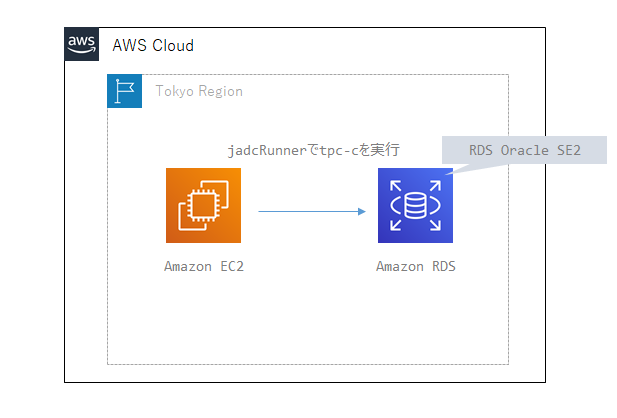 aws
AWS Cloud
Tokyo Region
jadcRunnerでtpc-cを実行
RDS Oracle SE2
Amazon EC2
Amazon RDS